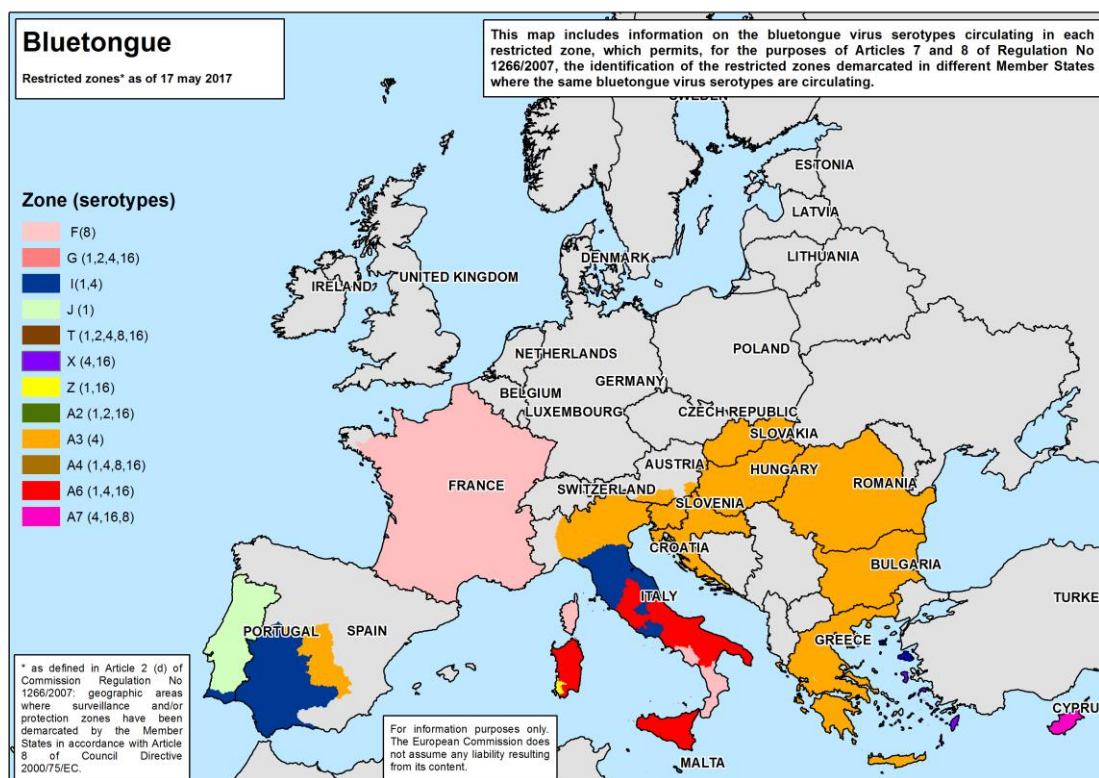 Bluetongue
Restricted zones* as of 17 may 2017
This map includes information on the bluetongue virus serotypes circulating in each
restricted zone, which permits, for the purposes of Articles 7 and 8 of Regulation No
1266/2007, the identification of the restricted zones demarcated in different Member States
where the same bluetongue virus serotypes are circulating.
SWEDEN
ESTONIA
LATVIA
LITHUANIA
DENMARK
UNITED KINGDOM
IRELAND
Zone (serotypes)
F(8)
G (1,2,4,16)
I(1,4)
J (1)
T (1,2,4,8,16)
X (4,16)
Z (1,16)
A2 (1,2,16)
A3 (4)
A4 (1,4,8,16)
A6 (1,4,16)
A7 (4,16,8)
NETHERLANDS
POLAND
GERMANY
BELGIUM
LUXEMBOURG
CZECH REPUBLIC
SLOVAKIA
AUSTRIA
HUNGARY
FRANCE
SWITZERLAND
ROMANIA
SLOVENIA
CROATIA
BULGARIA
ITALY
TURKE
PORTUGAL
SPAIN
GREECE
CYPRU
MALTA
* as defined in Article 2 (d) of
Commission Regulation No
1266/2007: geographic areas
where surveillance and/or
protection zones have been
demarcated by the Member
States in accordance with Article
8 of Council Directive
2000/75/EC.
For information purposes only.
The European Commission does
not assume any liability resulting
from its content.